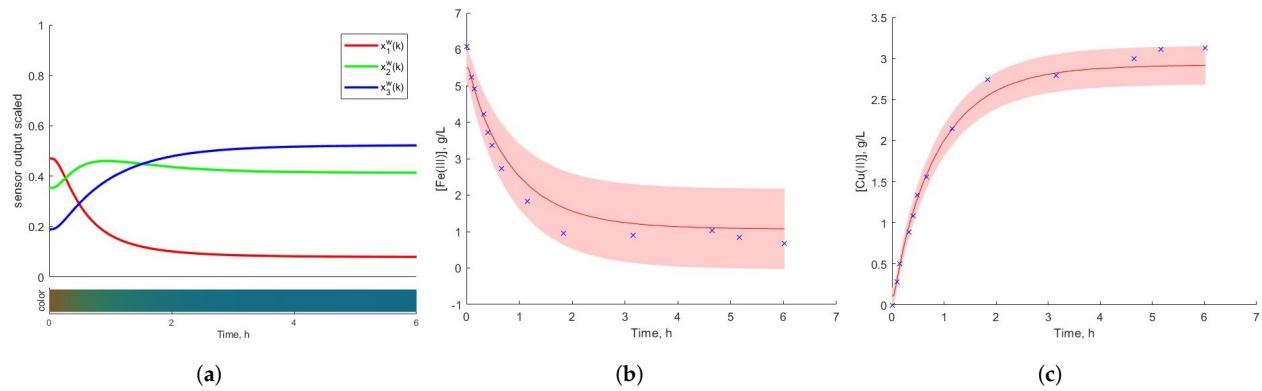 1
0.8
0.6
0.4
0.2
0
sensor output scaled
x₁ʷ(k)
x₂ʷ(k)
x₃ʷ(k)
color
0 2 4 6
Time, h
(a)
7
6
5
4
3
2
1
0
-1
[Fe(III)], g/L
0 1 2 3 4 5 6 7
Time, h
(b)
3.5
3
2.5
2
1.5
1
0.5
0
[Cu(II)], g/L
0 1 2 3 4 5 6 7
Time, h
(c)